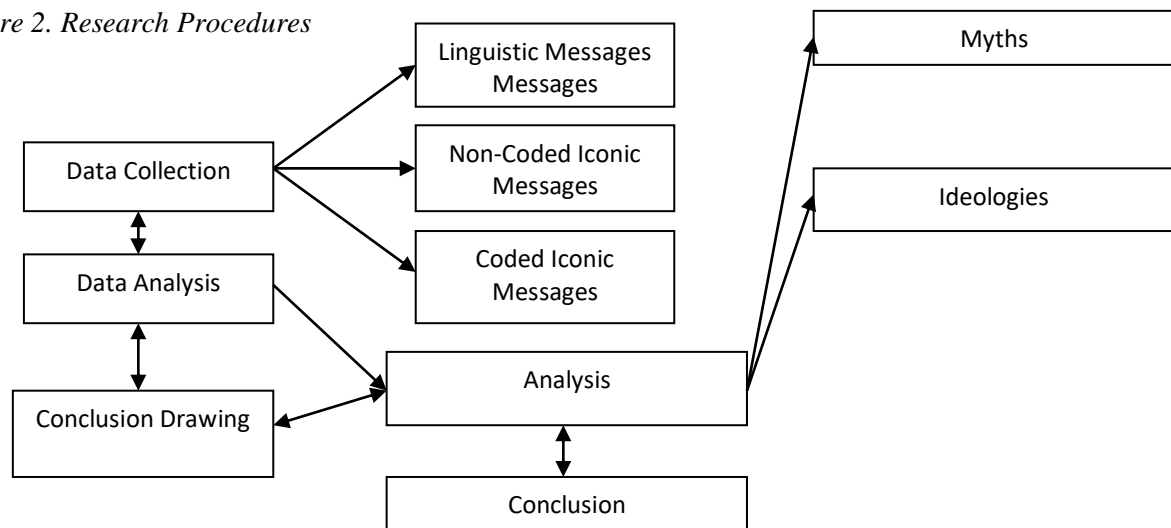 re 2. Research Procedures
Linguistic Messages
Messages
Myths
Data Collection
Non-Coded Iconic
Messages
Ideologies
Data Analysis
Coded Iconic
Messages
Conclusion Drawing
Analysis
Conclusion